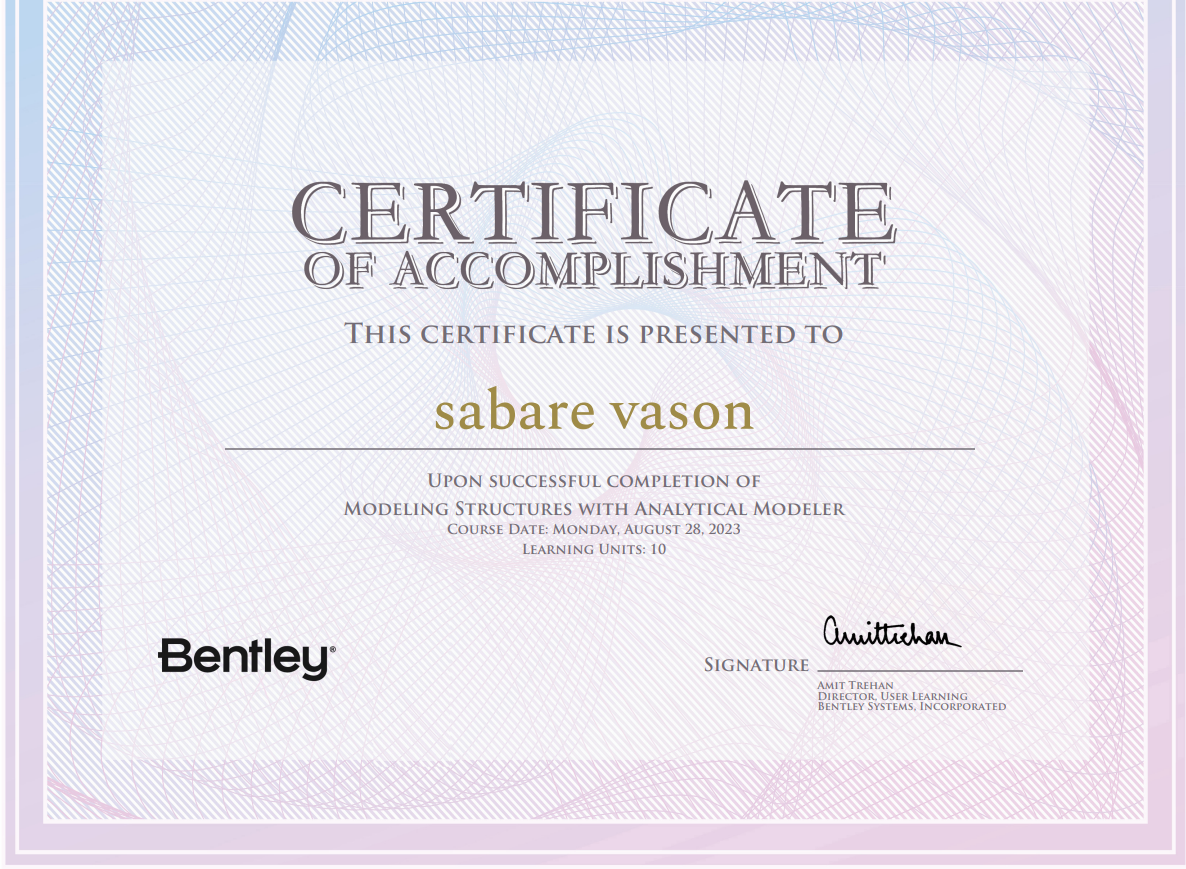 CERTIFICATE
OF ACCOMPLISHMENT
THIS CERTIFICATE IS PRESENTED TO
sabare vason
UPON SUCCESSFUL COMPLETION OF
MODELING STRUCTURES WITH ANALYTICAL MODELER
COURSE DATE: MONDAY, AUGUST 28, 2023
LEARNING UNITS: 10
Bentley®
Amittrehan
SIGNATURE
AMIT TREHAN
DIRECTOR, USER LEARNING
BENTLEY SYSTEMS, INCORPORATED